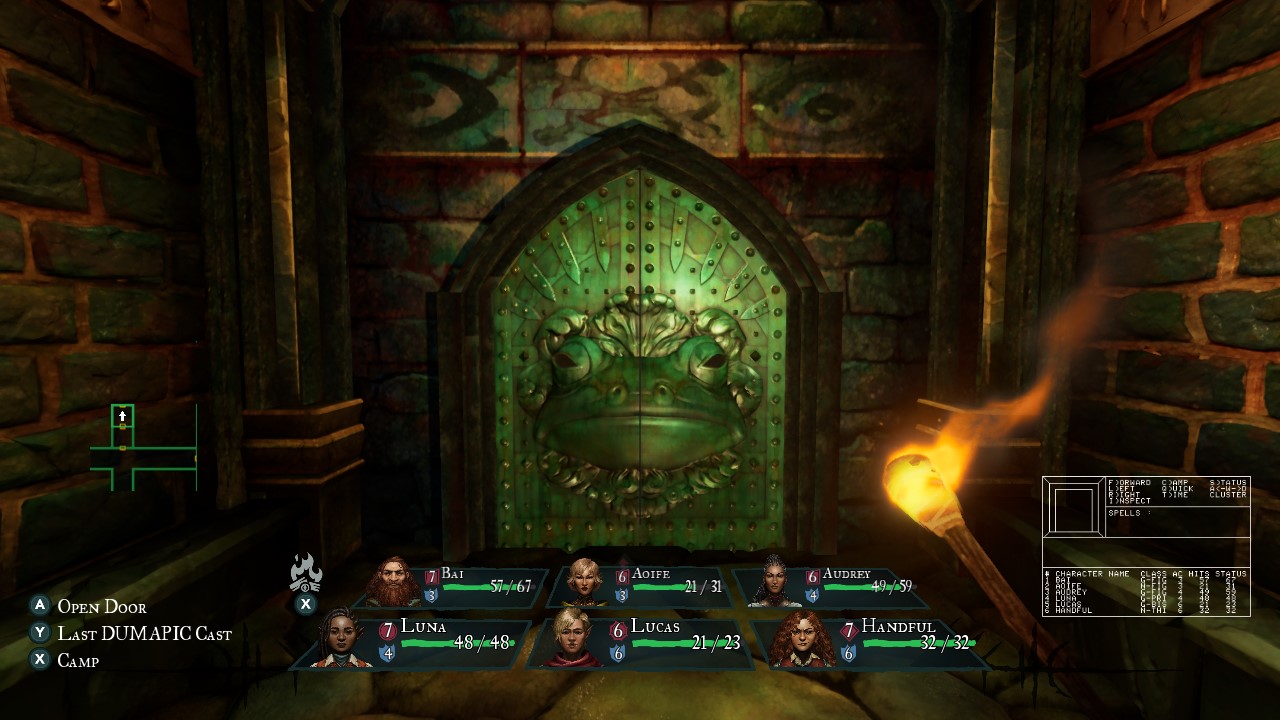 F)ORWARD C)AMP S)TATUS
L)EFT Q)UICK A<-W->D
R)IGHT T)IME CLUSTER
I)NSPECT
SPELLS :
# CHARACTER NAME CLASS AC HITS STATUS
1 BAI
2 AOIFE
3 AUDREY
4 LUNA
5 LUCAS
6 HANDFUL
7 BAI
3 57/67
6 AOIFE
3 21/31
6 AUDREY
4 49/59
X
7 LUNA
4 48/48
6 LUCAS
6 21/23
7 HANDFUL
6 32/32
A OPEN DOOR
Y LAST DUMAPIC CAST
X CAMP